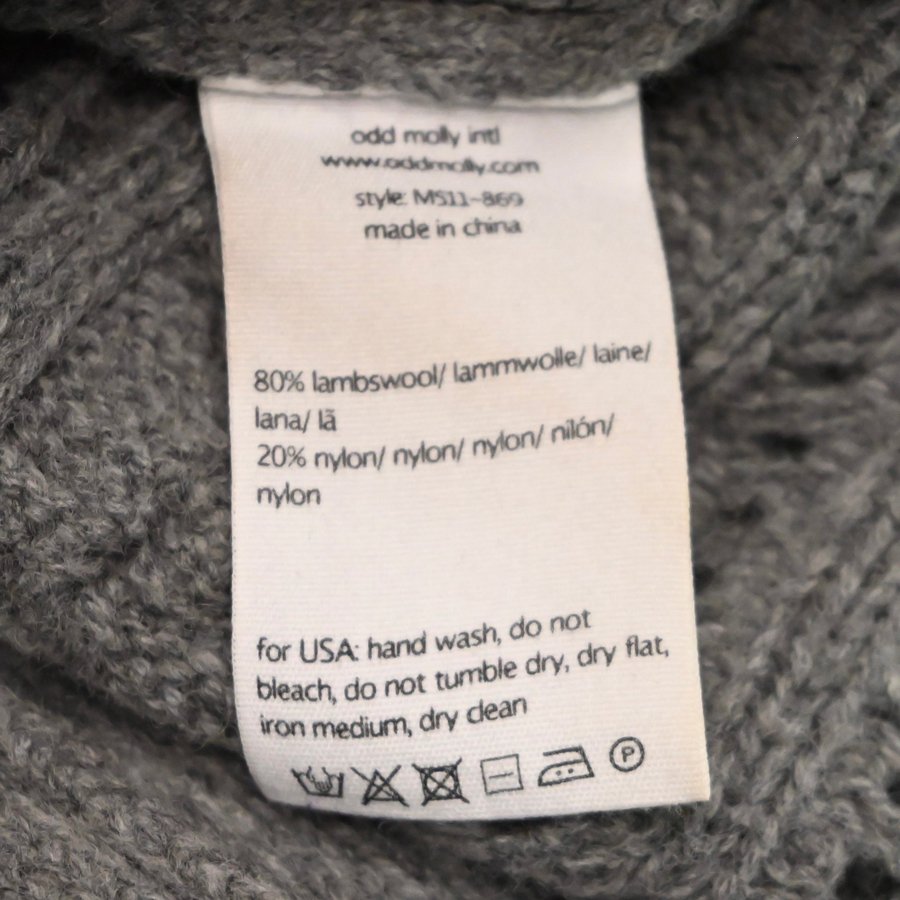 odd molly intl
www.oddmolly.com
style: MS11-869
made in china
80% lambswool/ lammwolle/ laine/
lana/ lã
20% nylon/ nylon/ nylon/ nilón/
nylon
for USA: hand wash, do not
bleach, do not tumble dry, dry flat,
iron medium, dry clean
P